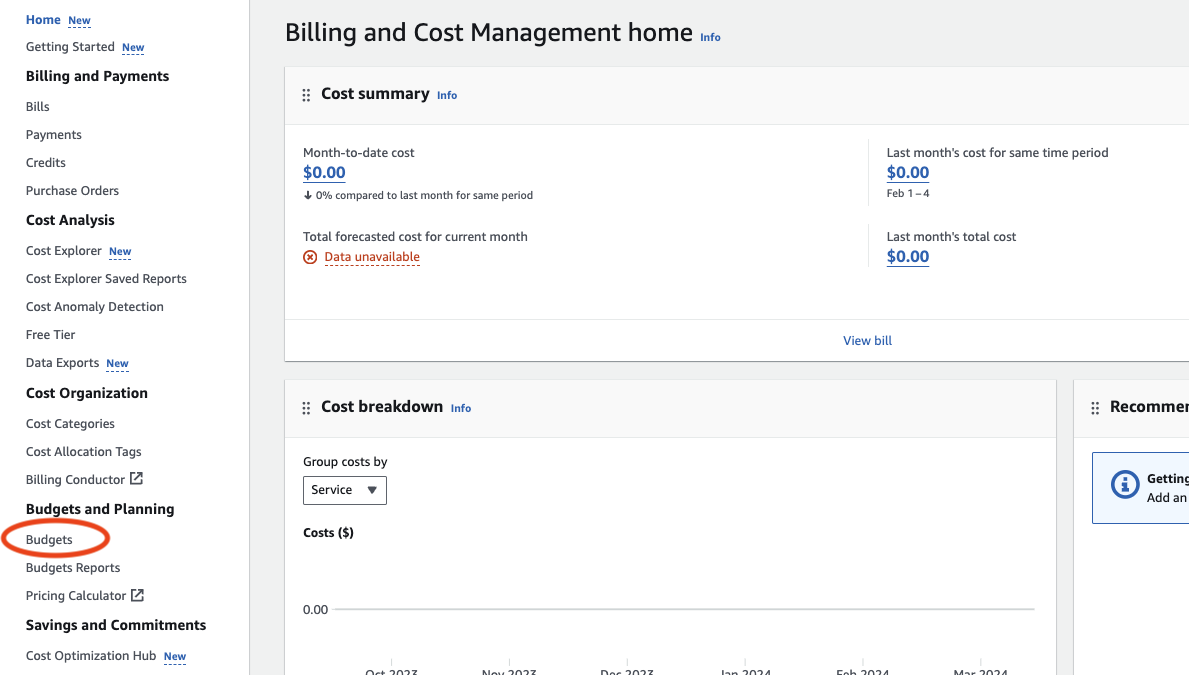 Home New
Getting Started New
Billing and Payments
Bills
Payments
Credits
Purchase Orders
Cost Analysis
Cost Explorer New
Cost Explorer Saved Reports
Cost Anomaly Detection
Free Tier
Data Exports New
Cost Organization
Cost Categories
Cost Allocation Tags
Billing Conductor
Budgets and Planning
Budgets
Budgets Reports
Pricing Calculator
Savings and Commitments
Cost Optimization Hub New
Billing and Cost Management home Info
Cost summary Info
Month-to-date cost
$0.00
0% compared to last month for same period
Last month's cost for same time period
$0.00
Feb 1 – 4
Total forecasted cost for current month
Data unavailable
Last month's total cost
$0.00
View bill
Cost breakdown Info
Group costs by
Service
Costs ($)
0.00
Oct 2023 Nov 2023 Dec 2023 Jan 2024 Feb 2024 Mar 2024
Recommen
Getting
Add an